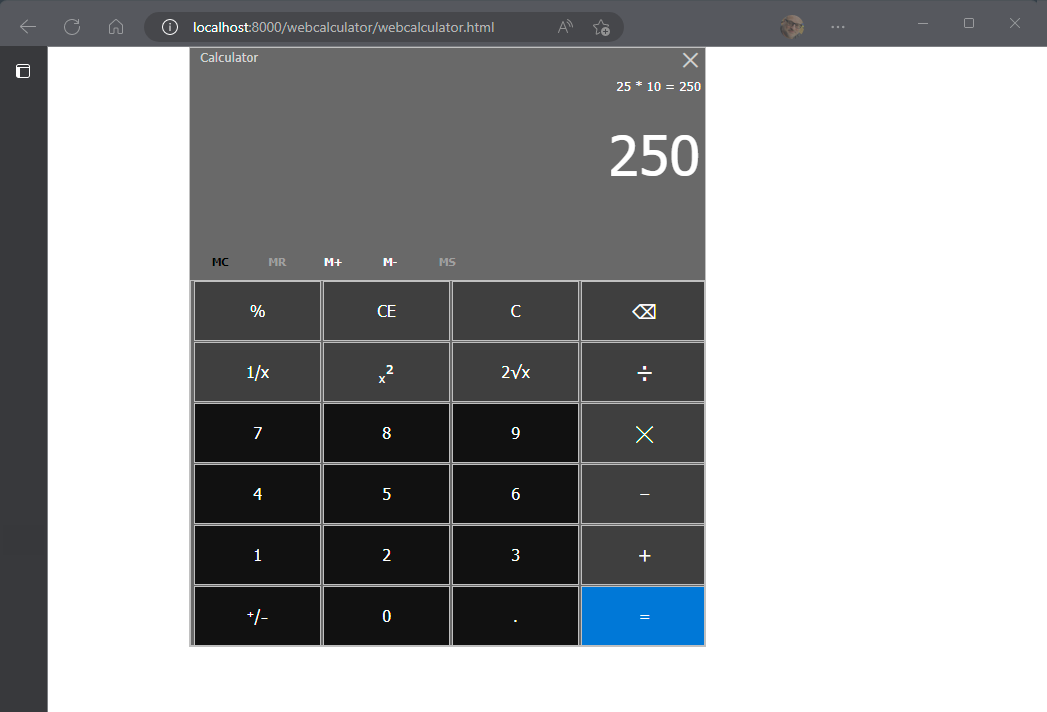 localhost:8000/webcalculator/webcalculator.html
Calculator
25 * 10 = 250
250
MC MR M+ M- MS
% CE C ⌫
1/x x² 2√x ÷
7 8 9 ×
4 5 6 −
1 2 3 +
⁺/₋ 0 . =